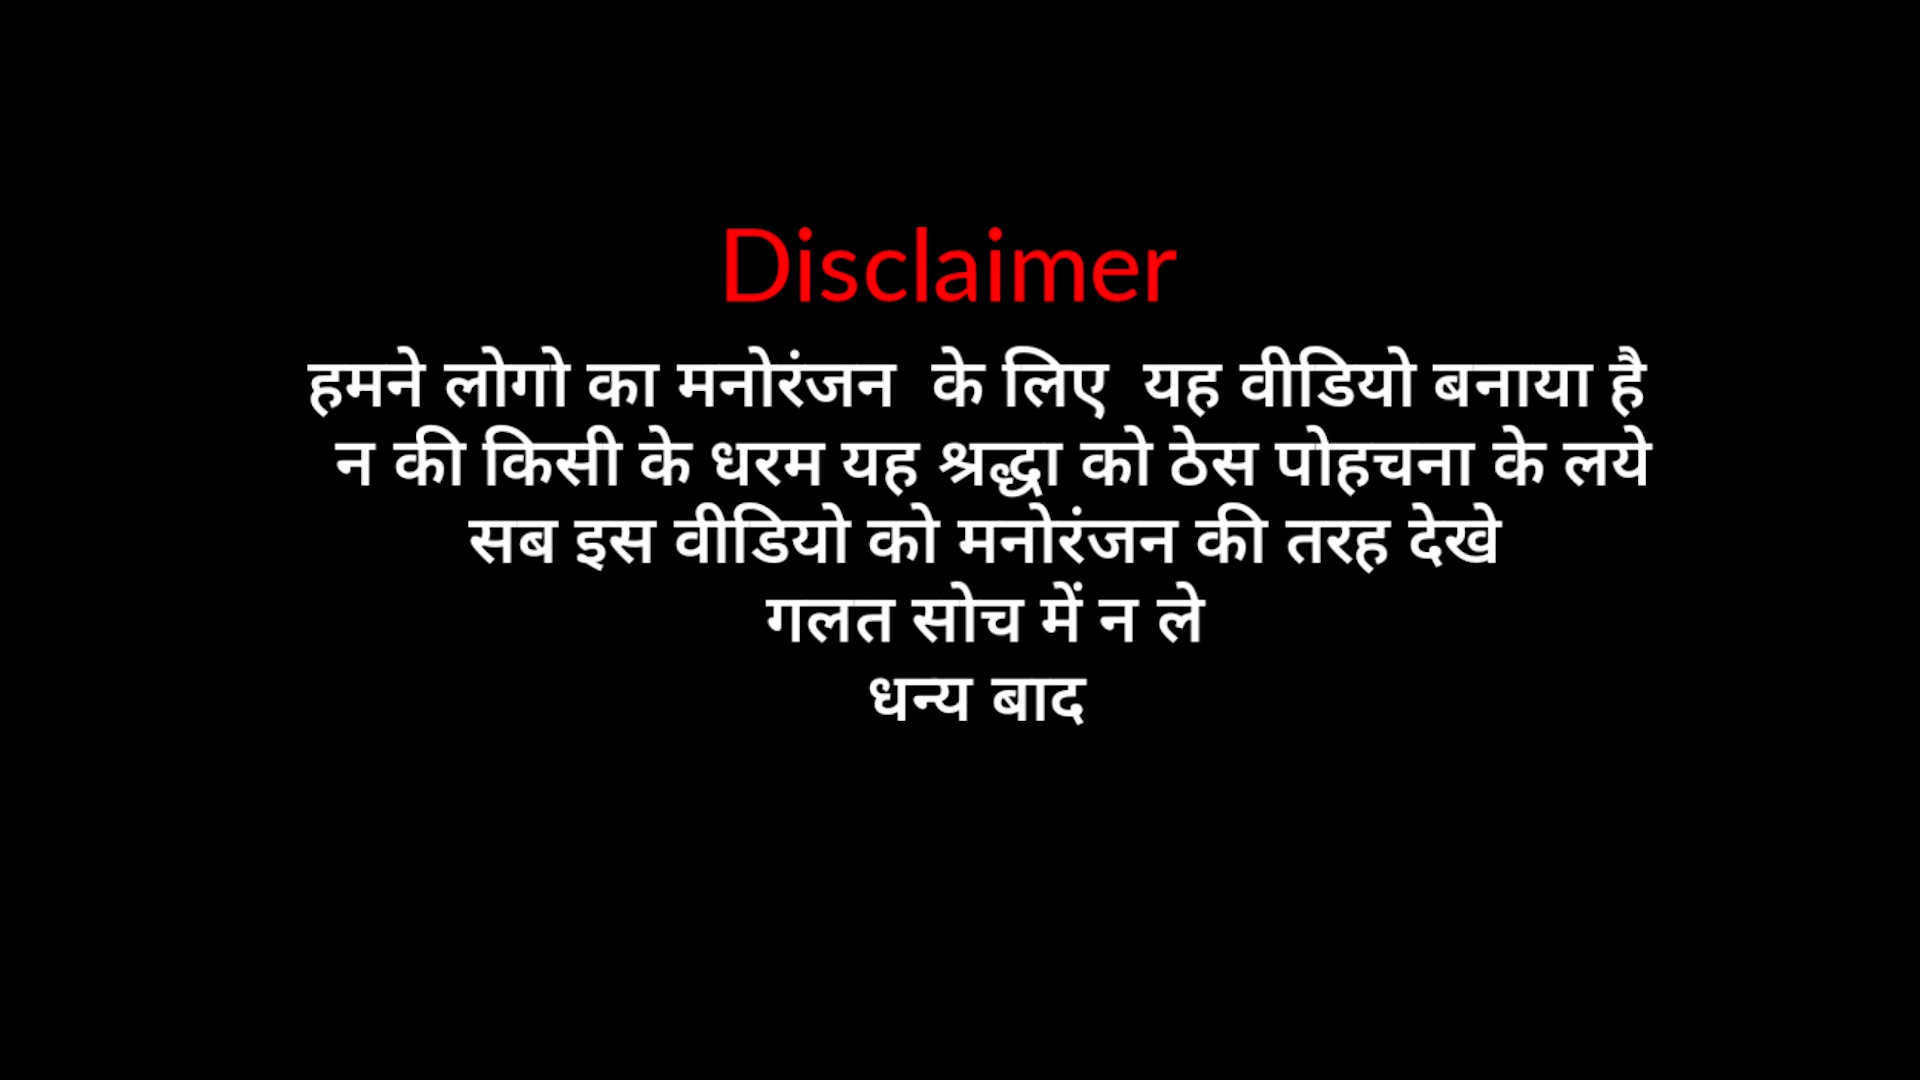 Disclaimer
हमने लोगो का मनोरंजन के लिए यह वीडियो बनाया है
न की किसी के धरम यह श्रद्धा को ठेस पोहचना के लये
सब इस वीडियो को मनोरंजन की तरह देखे
गलत सोच में न ले
धन्य बाद